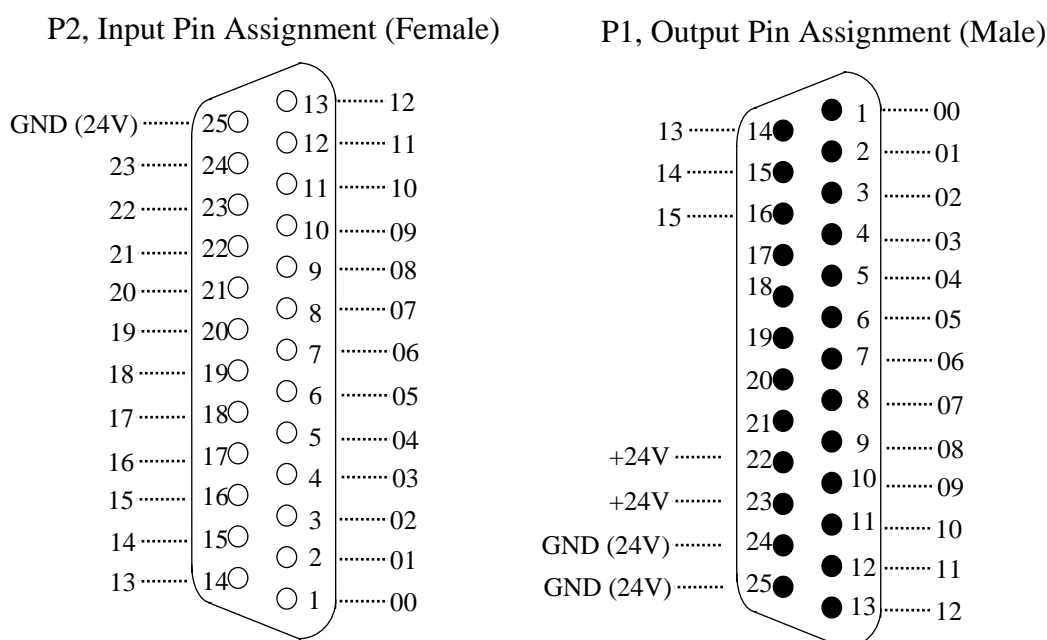 P2, Input Pin Assignment (Female)
GND (24V) 25 13 12
23 24 12 11
22 23 11 10
21 22 10 09
20 21 9 08
19 20 8 07
18 19 7 06
17 18 6 05
16 17 5 04
15 16 4 03
14 15 3 02
13 14 2 01
1 00
P1, Output Pin Assignment (Male)
1 00
13 14 2 01
14 15 3 02
15 16 4 03
17 5 04
18 6 05
19 7 06
20 8 07
21 9 08
+24V 22 10 09
+24V 23 11 10
GND (24V) 24 12 11
GND (24V) 25 13 12